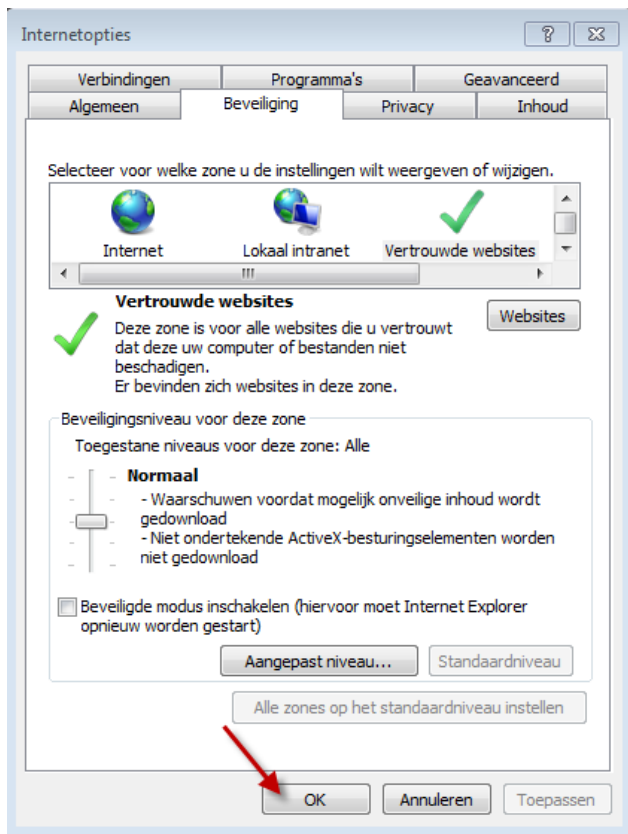 Internetopties
Verbindingen Programma's Geavanceerd
Algemeen Beveiliging Privacy Inhoud
Selecteer voor welke zone u de instellingen wilt weergeven of wijzigen.
Internet Lokaal intranet Vertrouwde websites
Vertrouwde websites
Websites
Deze zone is voor alle websites die u vertrouwt
dat deze uw computer of bestanden niet
beschadigen.
Er bevinden zich websites in deze zone.
Beveiligingsniveau voor deze zone
Toegestane niveaus voor deze zone: Alle
Normaal
- Waarschuwen voordat mogelijk onveilige inhoud wordt
gedownload
- Niet ondertekende ActiveX-besturingselementen worden
niet gedownload
Beveiligde modus inschakelen (hiervoor moet Internet Explorer
opnieuw worden gestart)
Aangepast niveau... Standaardniveau
Alle zones op het standaardniveau instellen
OK Annuleren Toepassen